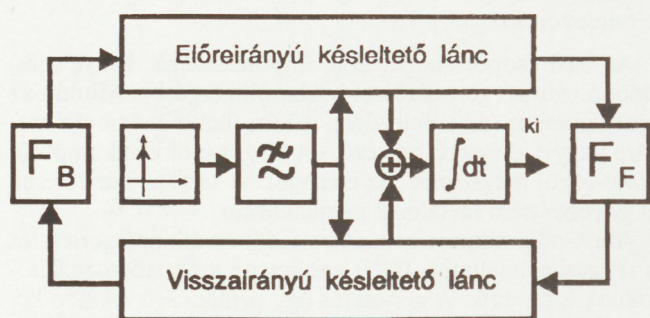 Előreirányú késleltető lánc
ki
F_B
∫dt
F_F
Visszairányú késleltető lánc